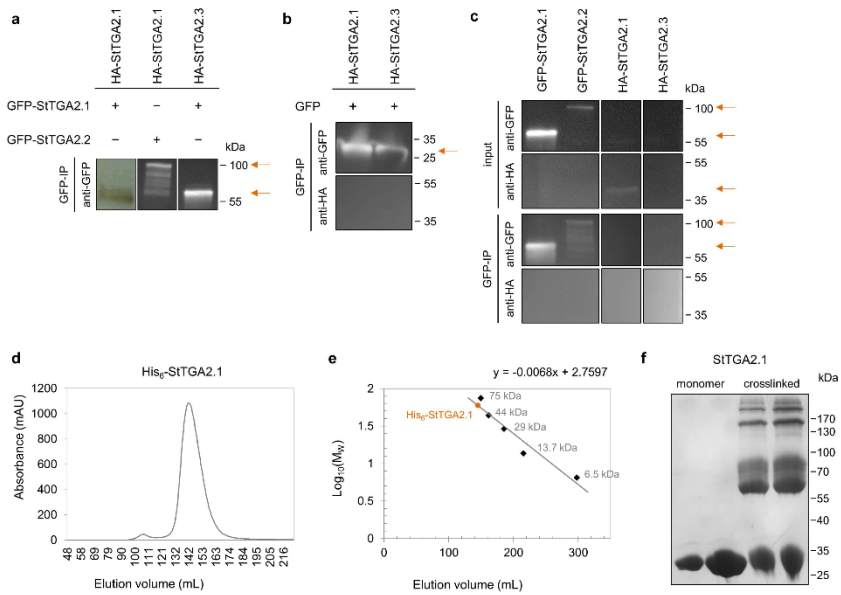 a
HA-StTGA2.1
HA-StTGA2.1
HA-StTGA2.3
GFP-StTGA2.1 + – +
GFP-StTGA2.2 – + –
kDa
GFP-IP
anti-GFP
100
55
b
HA-StTGA2.1
HA-StTGA2.3
GFP + +
GFP-IP
anti-GFP
anti-HA
35
25
55
35
c
GFP-StTGA2.1
GFP-StTGA2.2
HA-StTGA2.1
HA-StTGA2.3
kDa
input
anti-GFP
anti-HA
100
55
55
35
GFP-IP
anti-GFP
anti-HA
100
55
55
35
d
His₆-StTGA2.1
Absorbance (mAU)
1200
1000
800
600
400
200
0
48 58 69 79 90 100 111 121 132 142 153 163 174 184 195 205 216
Elution volume (mL)
e
y = -0.0068x + 2.7597
Log₁₀(M_W)
2
1.5
1
0.5
0
His₆-StTGA2.1
75 kDa
44 kDa
29 kDa
13.7 kDa
6.5 kDa
0 100 200 300
Elution volume (mL)
f
StTGA2.1
monomer crosslinked
kDa
170
130
100
70
55
40
35
25